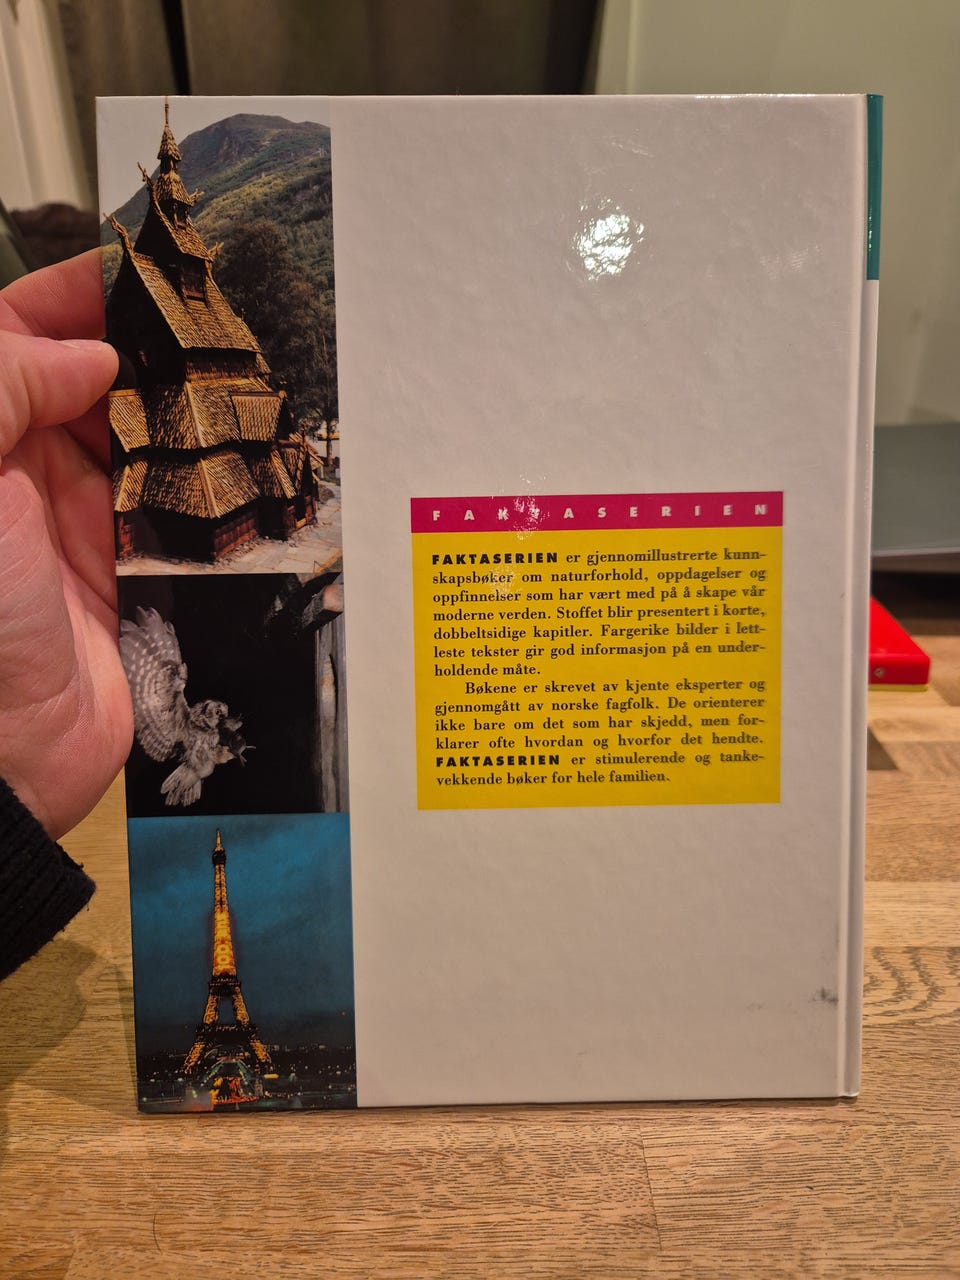 FAKTASERIEN
FAKTASERIEN er gjennomillustrerte kunn-
skapsbøker om naturforhold, oppdagelser og
oppfinnelser som har vært med på å skape vår
moderne verden. Stoffet blir presentert i korte,
dobbeltsidige kapitler. Fargerike bilder i lett-
leste tekster gir god informasjon på en under-
holdende måte.
Bøkene er skrevet av kjente eksperter og
gjennomgått av norske fagfolk. De orienterer
ikke bare om det som har skjedd, men for-
klarer ofte hvordan og hvorfor det hendte.
FAKTASERIEN er stimulerende og tanke-
vekkende bøker for hele familien.